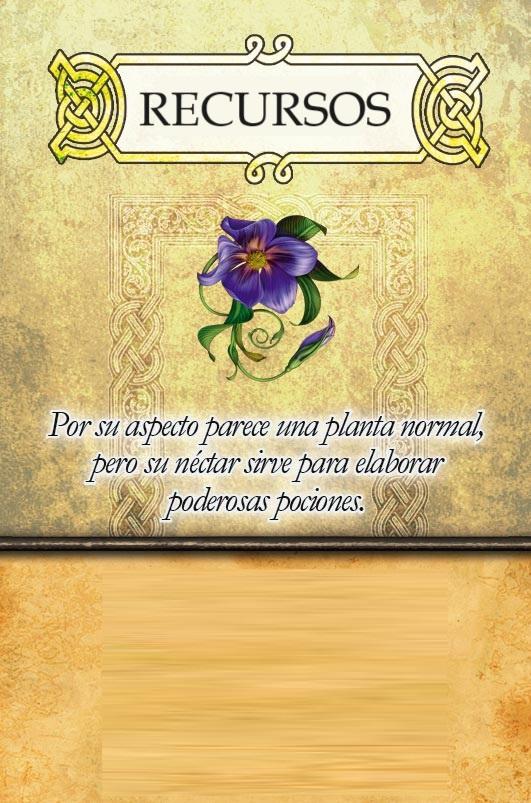 RECURSOS
Por su aspecto parece una planta normal,
pero su néctar sirve para elaborar
poderosas pociones.